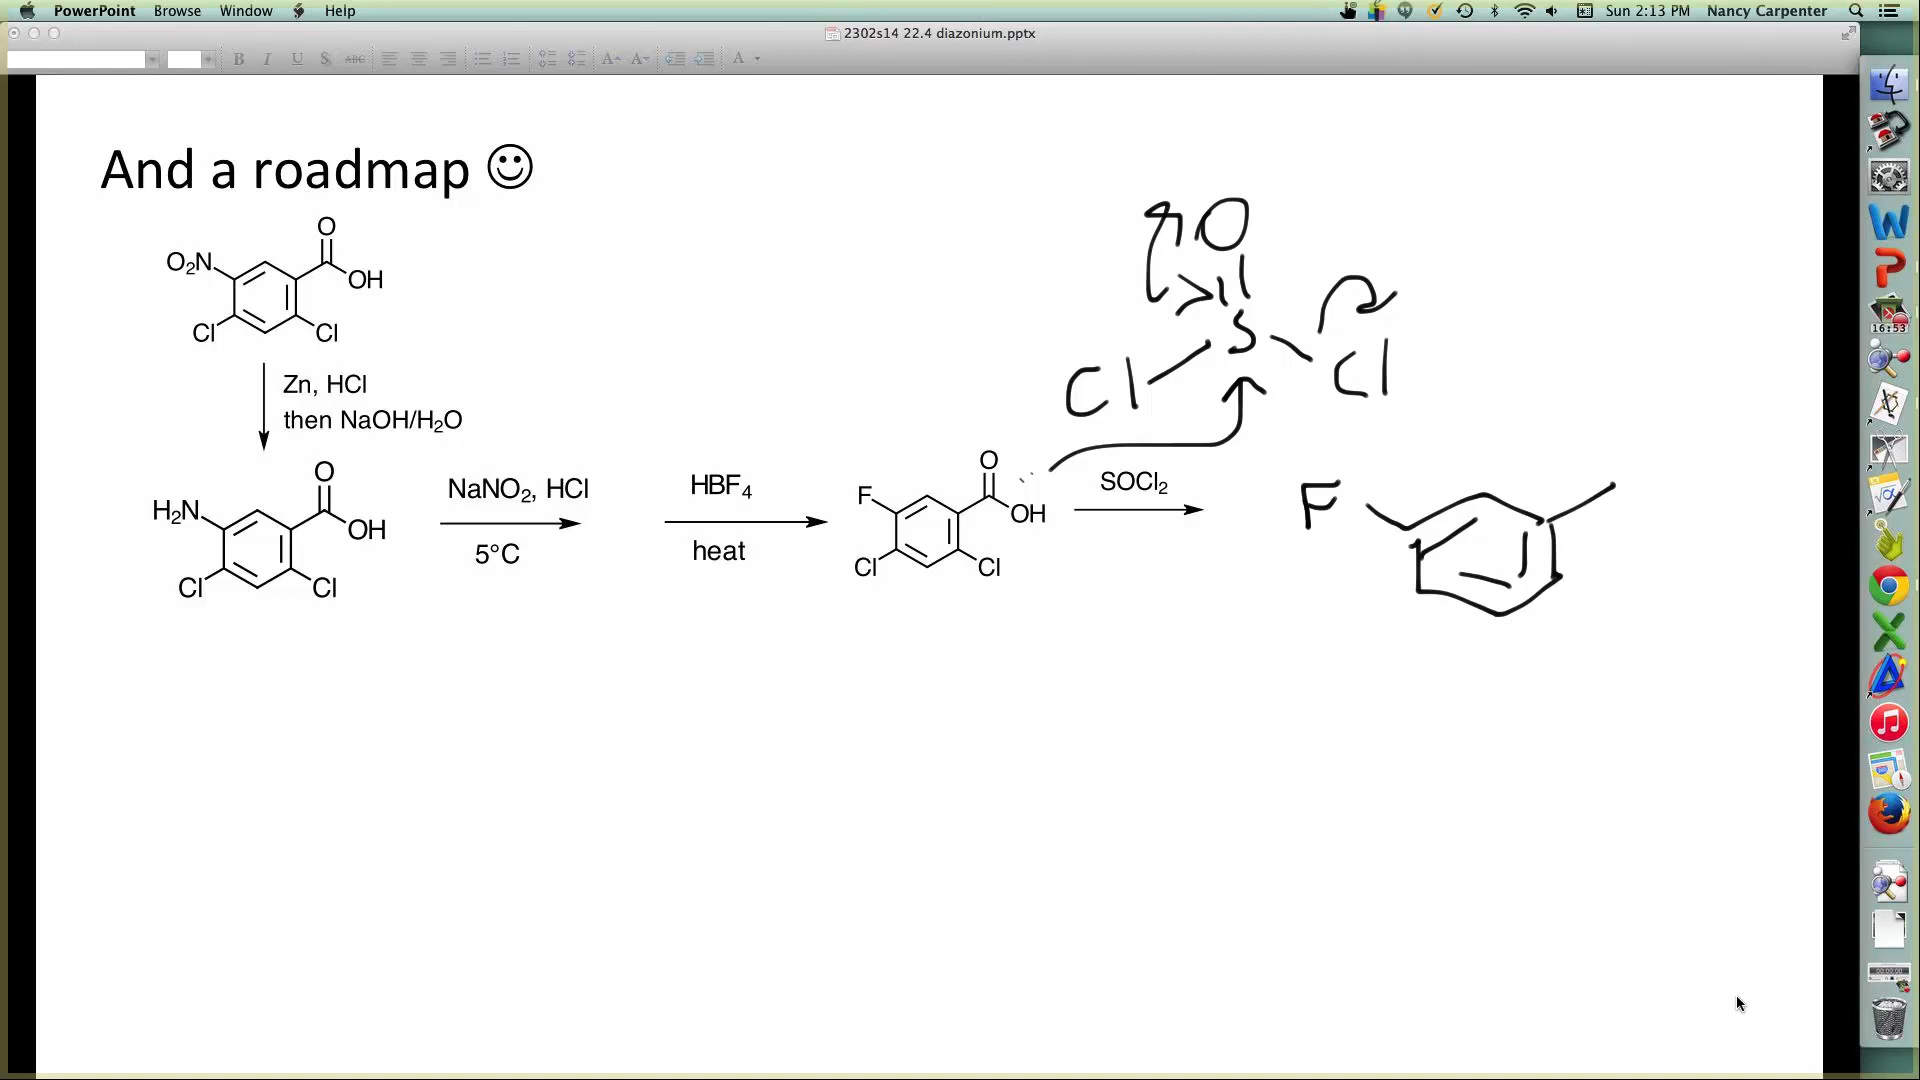 PowerPoint Browse Window Help
Sun 2:13 PM Nancy Carpenter
2302s14 22.4 diazonium.pptx
B I U S ABC A A A
And a roadmap ☺
O
O₂N
OH
Cl Cl
Zn, HCl
then NaOH/H₂O
O
H₂N
OH
Cl Cl
NaNO₂, HCl
5°C
HBF₄
heat
O
F
OH
Cl Cl
SOCl₂
O
S
Cl Cl
F
16:53